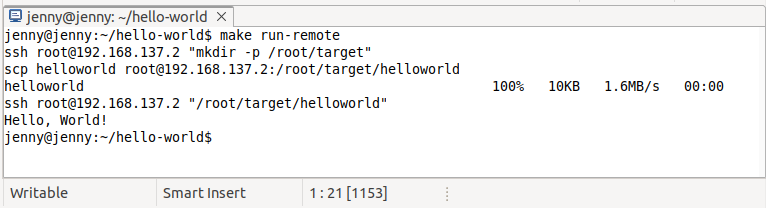 jenny@jenny: ~/hello-world
jenny@jenny:~/hello-world$ make run-remote
ssh root@192.168.137.2 "mkdir -p /root/target"
scp helloworld root@192.168.137.2:/root/target/helloworld
helloworld 100% 10KB 1.6MB/s 00:00
ssh root@192.168.137.2 "/root/target/helloworld"
Hello, World!
jenny@jenny:~/hello-world$
Writable Smart Insert 1 : 21 [1153]